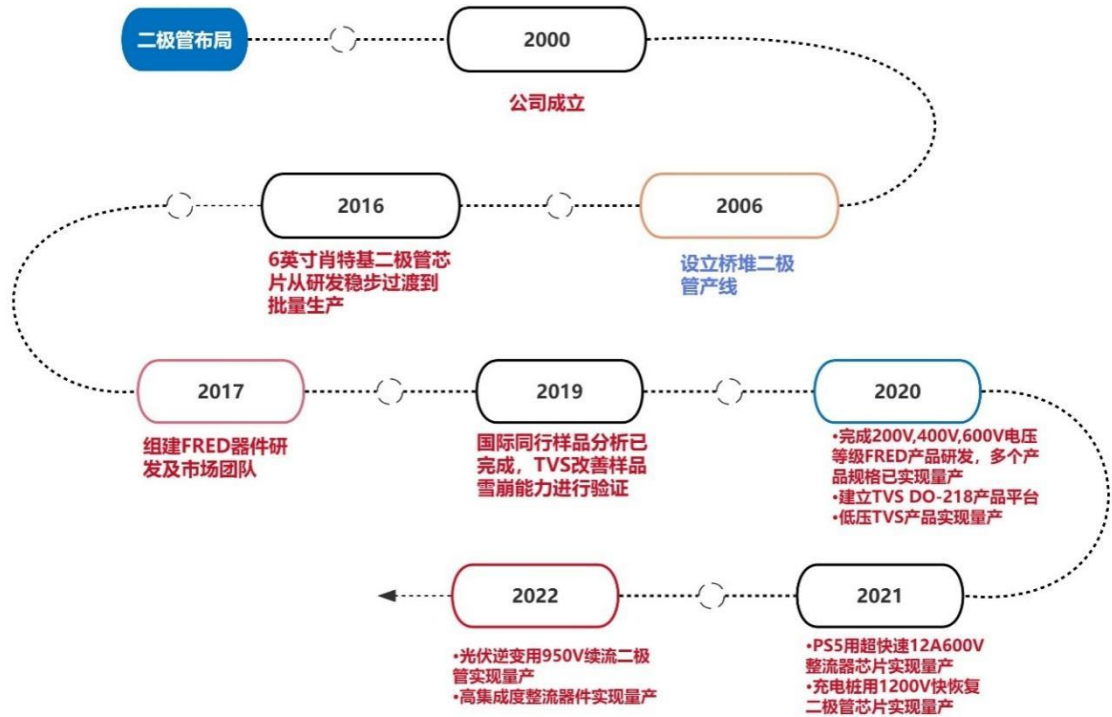 二极管布局
2000
公司成立
2006
设立桥堆二极
管产线
2016
6英寸肖特基二极管芯
片从研发稳步过渡到
批量生产
2017
组建FRED器件研
发及市场团队
2019
国际同行样品分析已
完成，TVS改善样品
雪崩能力进行验证
2020
•完成200V,400V,600V电压
等级FRED产品研发，多个产
品规格已实现量产
•建立TVS DO-218产品平台
•低压TVS产品实现量产
2021
•PS5用超快速12A600V
整流器芯片实现量产
•充电桩用1200V快恢复
二极管芯片实现量产
2022
•光伏逆变用950V续流二极
管实现量产
•高集成度整流器件实现量产